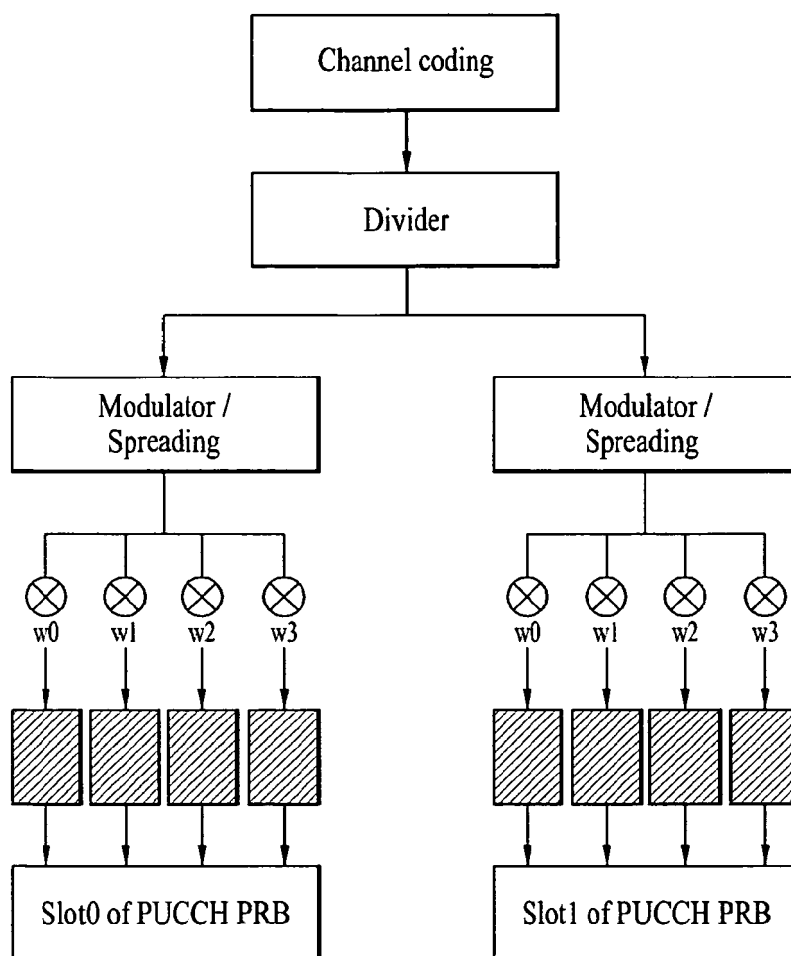 Channel coding
Divider
Modulator /
Spreading
Modulator /
Spreading
w0 w1 w2 w3
w0 w1 w2 w3
Slot0 of PUCCH PRB
Slot1 of PUCCH PRB